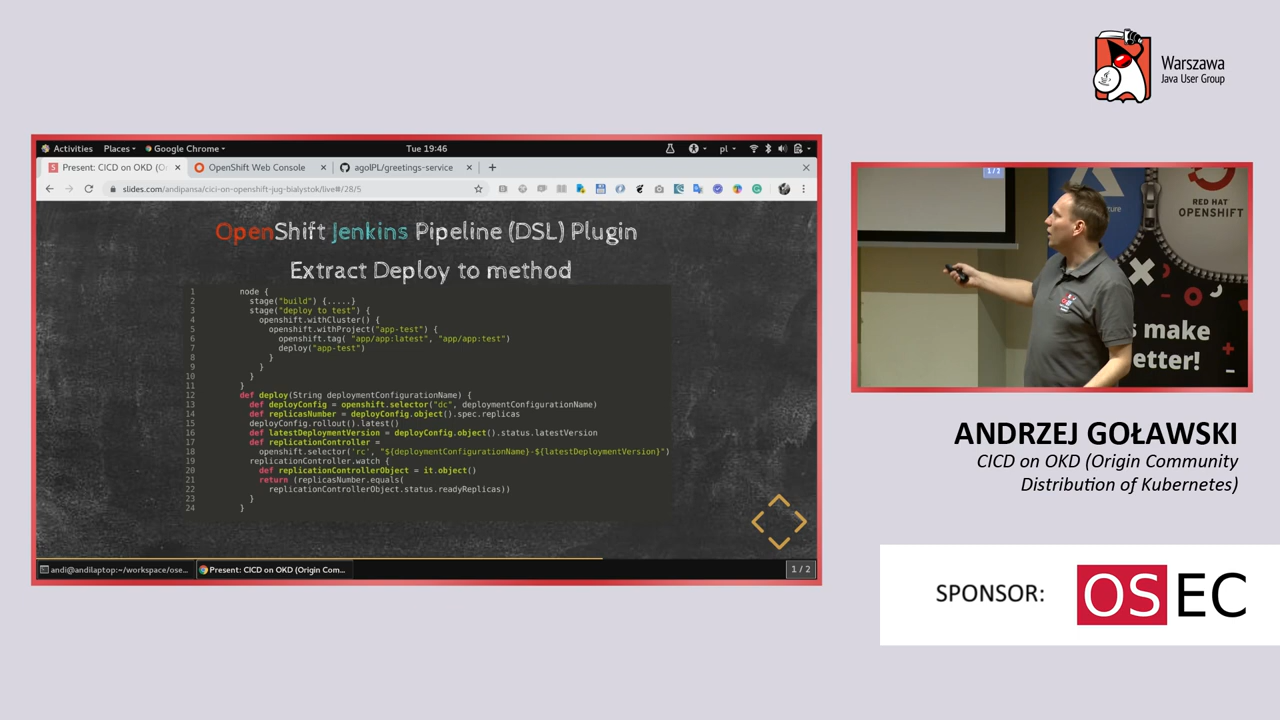 Warszawa
Java User Group
Activities Places Google Chrome Tue 19:46 pl
Present: CICD on OKD (O OpenShift Web Console agolPL/greetings-service
slides.com/andipansa/cici-on-openshift-jug-bialystok/live#/28/5
OpenShift Jenkins Pipeline (DSL) Plugin
Extract Deploy to method
1 node {
2 stage("build") {.....}
3 stage("deploy to test") {
4 openshift.withCluster() {
5 openshift.withProject("app-test") {
6 openshift.tag( "app/app:latest", "app/app:test")
7 deploy("app-test")
8 }
9 }
10 }
11 }
12 def deploy(String deploymentConfigurationName) {
13 def deployConfig = openshift.selector("dc", deploymentConfigurationName)
14 def replicasNumber = deployConfig.object().spec.replicas
15 deployConfig.rollout().latest()
16 def latestDeploymentVersion = deployConfig.object().status.latestVersion
17 def replicationController =
18 openshift.selector('rc', "${deploymentConfigurationName}-${latestDeploymentVersion}")
19 replicationController.watch {
20 def replicationControllerObject = it.object()
21 return (replicasNumber.equals(
22 replicationControllerObject.status.readyReplicas))
23 }
24 }
andi@andilaptop:~/workspace/ose... Present: CICD on OKD (Origin Com... 1 / 2
1 / 2
RED HAT
OPENSHIFT
make
etter!
ANDRZEJ GOŁAWSKI
CICD on OKD (Origin Community
Distribution of Kubernetes)
SPONSOR: OSEC